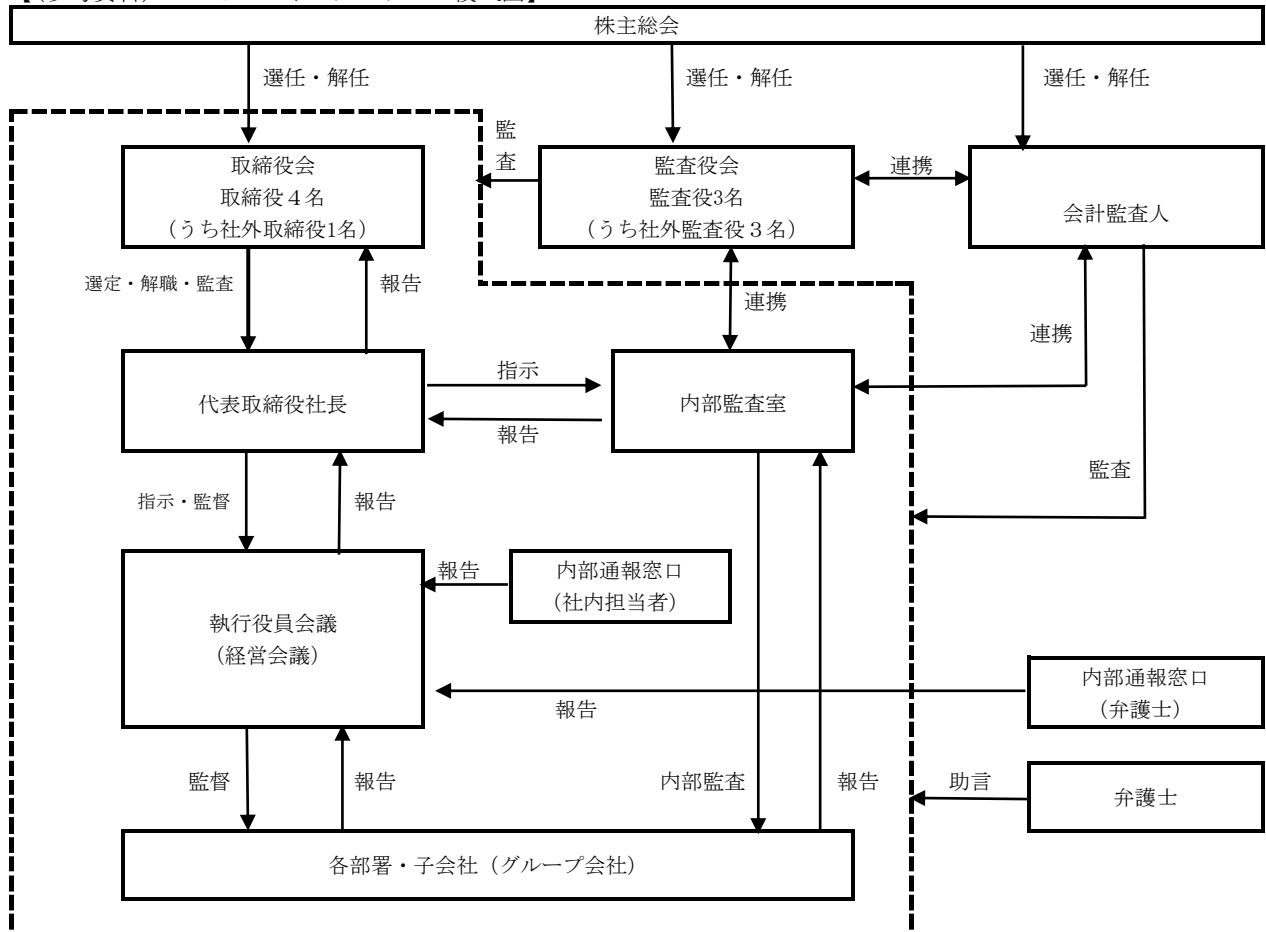 株主総会
選任・解任
選任・解任
選任・解任
監
査
取締役会
取締役４名
（うち社外取締役1名）
監査役会
監査役3名
（うち社外監査役３名）
連携
会計監査人
選定・解職・監査
報告
連携
連携
代表取締役社長
指示
報告
内部監査室
監査
指示・監督
報告
報告
内部通報窓口
（社内担当者）
執行役員会議
（経営会議）
報告
内部通報窓口
（弁護士）
監督
報告
内部監査
報告
助言
弁護士
各部署・子会社（グループ会社）